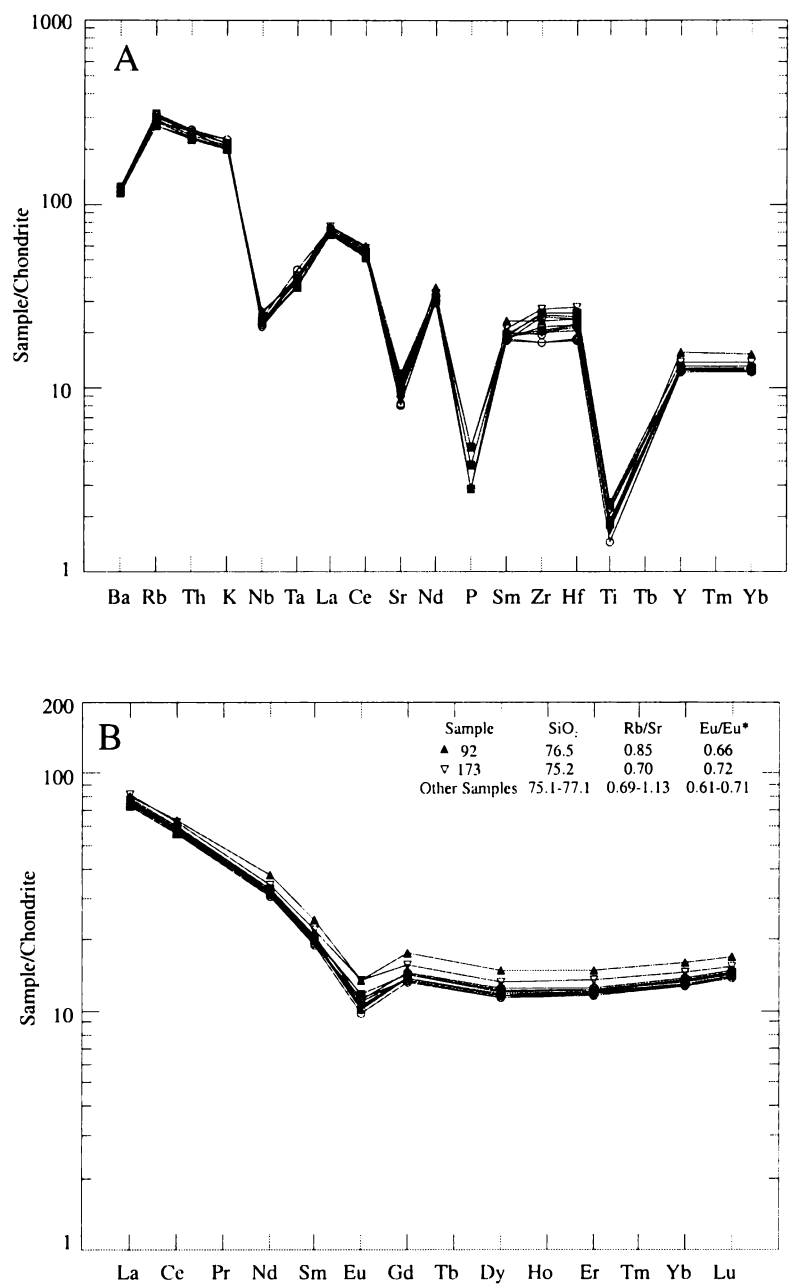 1000
A
100
Sample/Chondrite
10
1
Ba Rb Th K Nb Ta La Ce Sr Nd P Sm Zr Hf Ti Tb Y Tm Yb
200
B
Sample SiO2 Rb/Sr Eu/Eu*
▲ 92 76.5 0.85 0.66
▽ 173 75.2 0.70 0.72
Other Samples 75.1-77.1 0.69-1.13 0.61-0.71
100
Sample/Chondrite
10
1
La Ce Pr Nd Sm Eu Gd Tb Dy Ho Er Tm Yb Lu